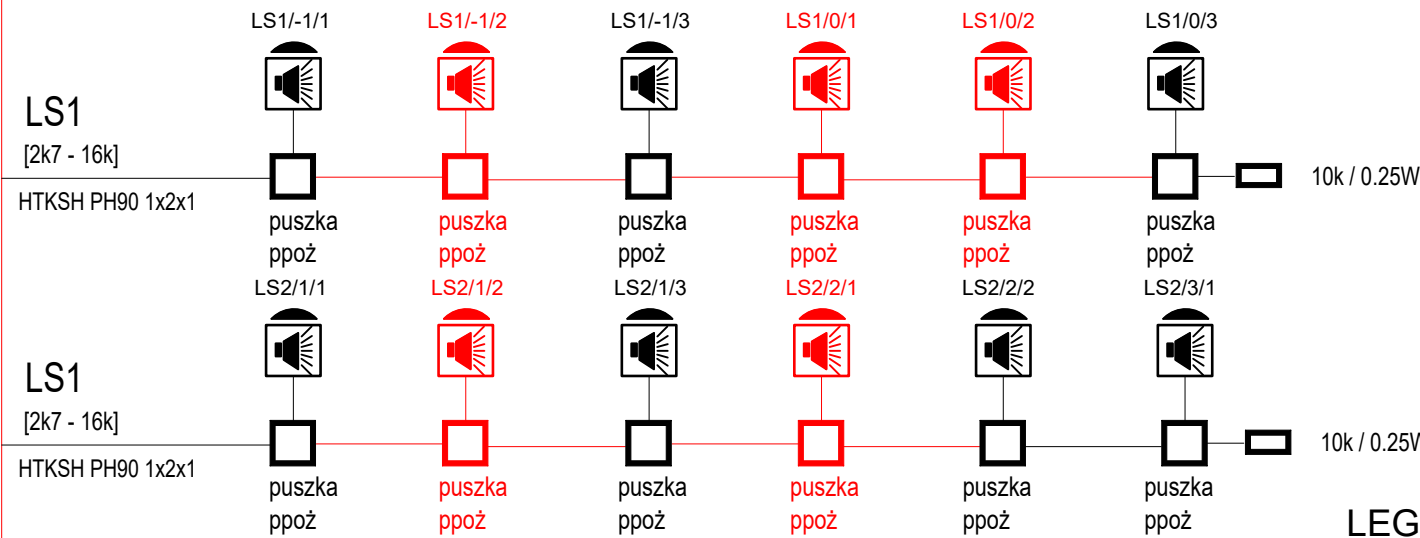 LS1/-1/1 LS1/-1/2 LS1/-1/3 LS1/0/1 LS1/0/2 LS1/0/3
LS1
[2k7 - 16k]
10k / 0.25W
HTKSH PH90 1x2x1
puszka puszka puszka puszka puszka puszka
ppoż ppoż ppoż ppoż ppoż ppoż
LS2/1/1 LS2/1/2 LS2/1/3 LS2/2/1 LS2/2/2 LS2/3/1
LS1
[2k7 - 16k]
10k / 0.25W
HTKSH PH90 1x2x1
puszka puszka puszka puszka puszka puszka
ppoż ppoż ppoż ppoż ppoż ppoż
LEG